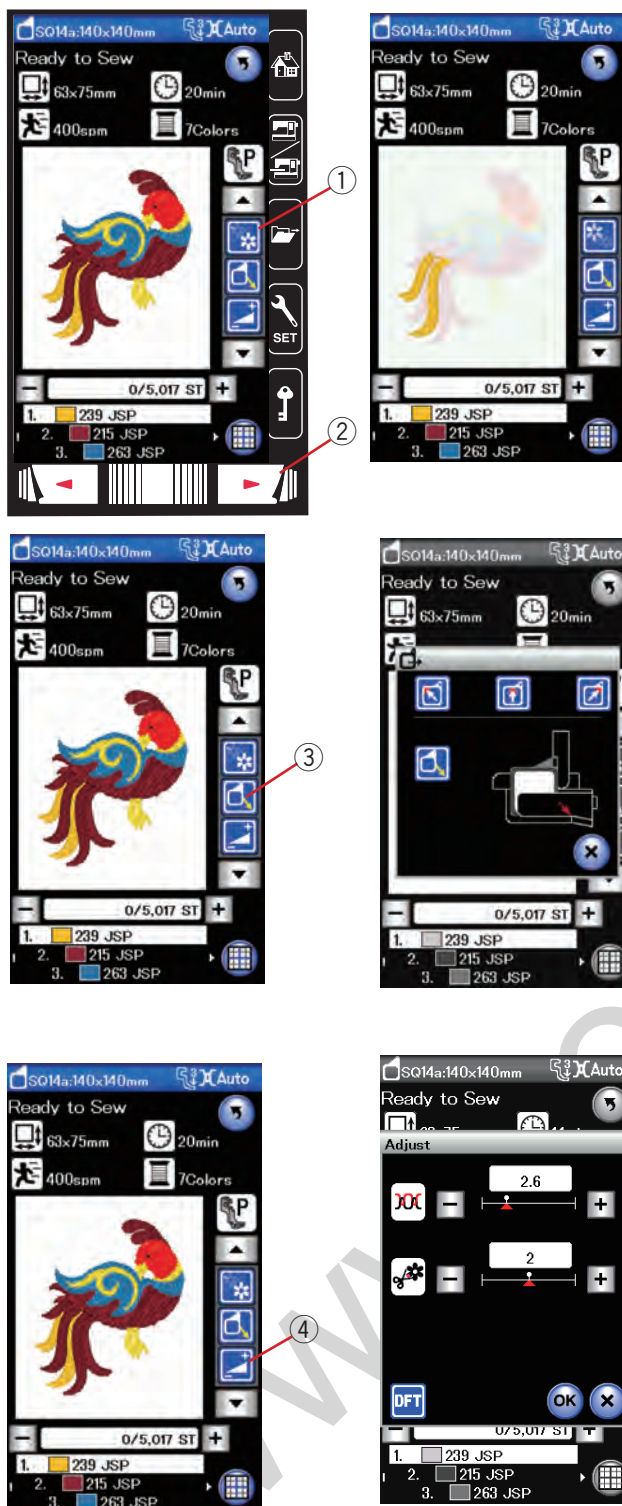 SQ14a:140x140mm Auto
Ready to Sew
63x75mm 20min
400spm 7Colors
P
SET
0/5,017 ST
1. 239 JSP
2. 215 JSP
3. 263 JSP
①
②
SQ14a:140x140mm Auto
Ready to Sew
63x75mm 20min
400spm 7Colors
P
0/5,017 ST
1. 239 JSP
2. 215 JSP
3. 263 JSP
SQ14a:140x140mm Auto
Ready to Sew
63x75mm 20min
400spm 7Colors
P
0/5,017 ST
1. 239 JSP
2. 215 JSP
3. 263 JSP
③
SQ14a:140x140mm Auto
Ready to Sew
63x75mm 20min
0/5,017 ST
1. 239 JSP
2. 215 JSP
3. 263 JSP
SQ14a:140x140mm Auto
Ready to Sew
63x75mm 20min
400spm 7Colors
P
0/5,017 ST
1. 239 JSP
2. 215 JSP
3. 263 JSP
④
SQ14a:140x140mm Auto
Ready to Sew
Adjust
2.6
2
DFT OK
0/5,017 ST
1. 239 JSP
2. 215 JSP
3. 263 JSP